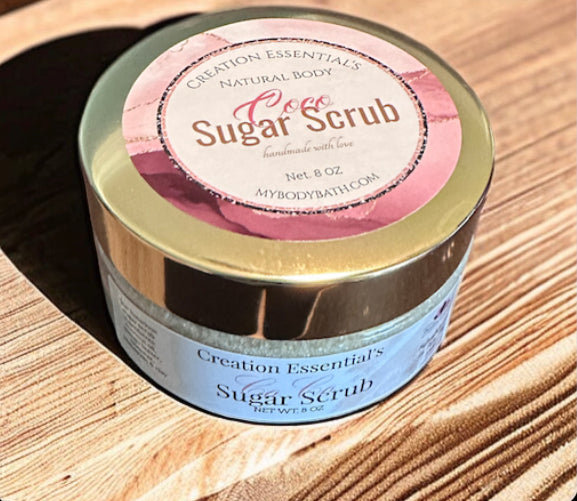 CREATION ESSENTIAL'S
NATURAL BODY
Coco
Sugar Scrub
handmade with love
Net. 8 OZ
MYBODYBATH.COM
Creation Essential's
Sugar Scrub
NET WT. 8 OZ